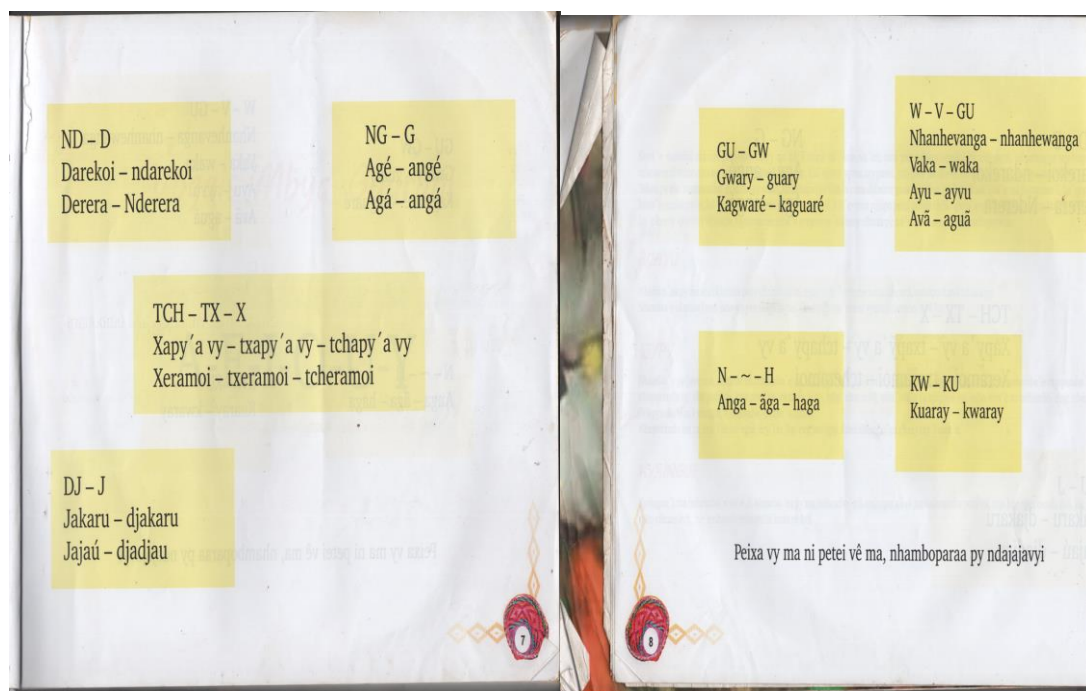 ND – D
Darekoi – ndarekoi
Derera – Nderera
NG – G
Agé – angé
Agá – angá
TCH – TX – X
Xapy´a vy – txapy´a vy – tchapy´a vy
Xeramoi – txeramoi – tcheramoi
DJ – J
Jakaru – djakaru
Jajaú – djadjau
7
GU – GW
Gwary – guary
Kagwaré – kaguaré
W – V – GU
Nhanhevanga – nhanhewanga
Vaka – waka
Ayu – ayvu
Avã – aguã
N – ~ – H
Anga – ãga – haga
KW – KU
Kuaray – kwaray
Peixa vy ma ni petei vê ma, nhamboparaa py ndajajavyi
8